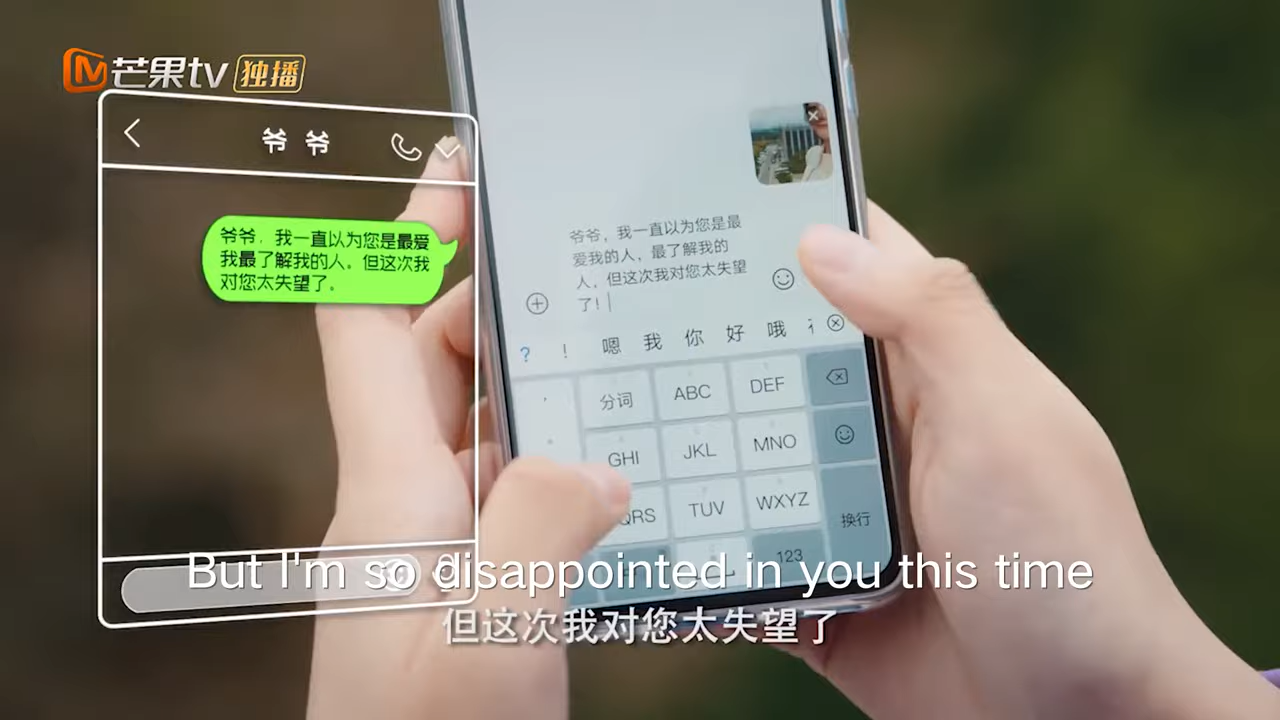 芒果tv 独播
爷爷
爷爷，我一直以为您是最爱
我最了解我的人。但这次我
对您太失望了。
爷爷，我一直以为您是最
爱我的人，最了解我的
人，但这次我对您太失望
了！
? ! 嗯 我 你 好 哦
分词 ABC DEF
GHI JKL MNO
QRS TUV WXYZ
换行
123
But I'm so disappointed in you this time
但这次我对您太失望了